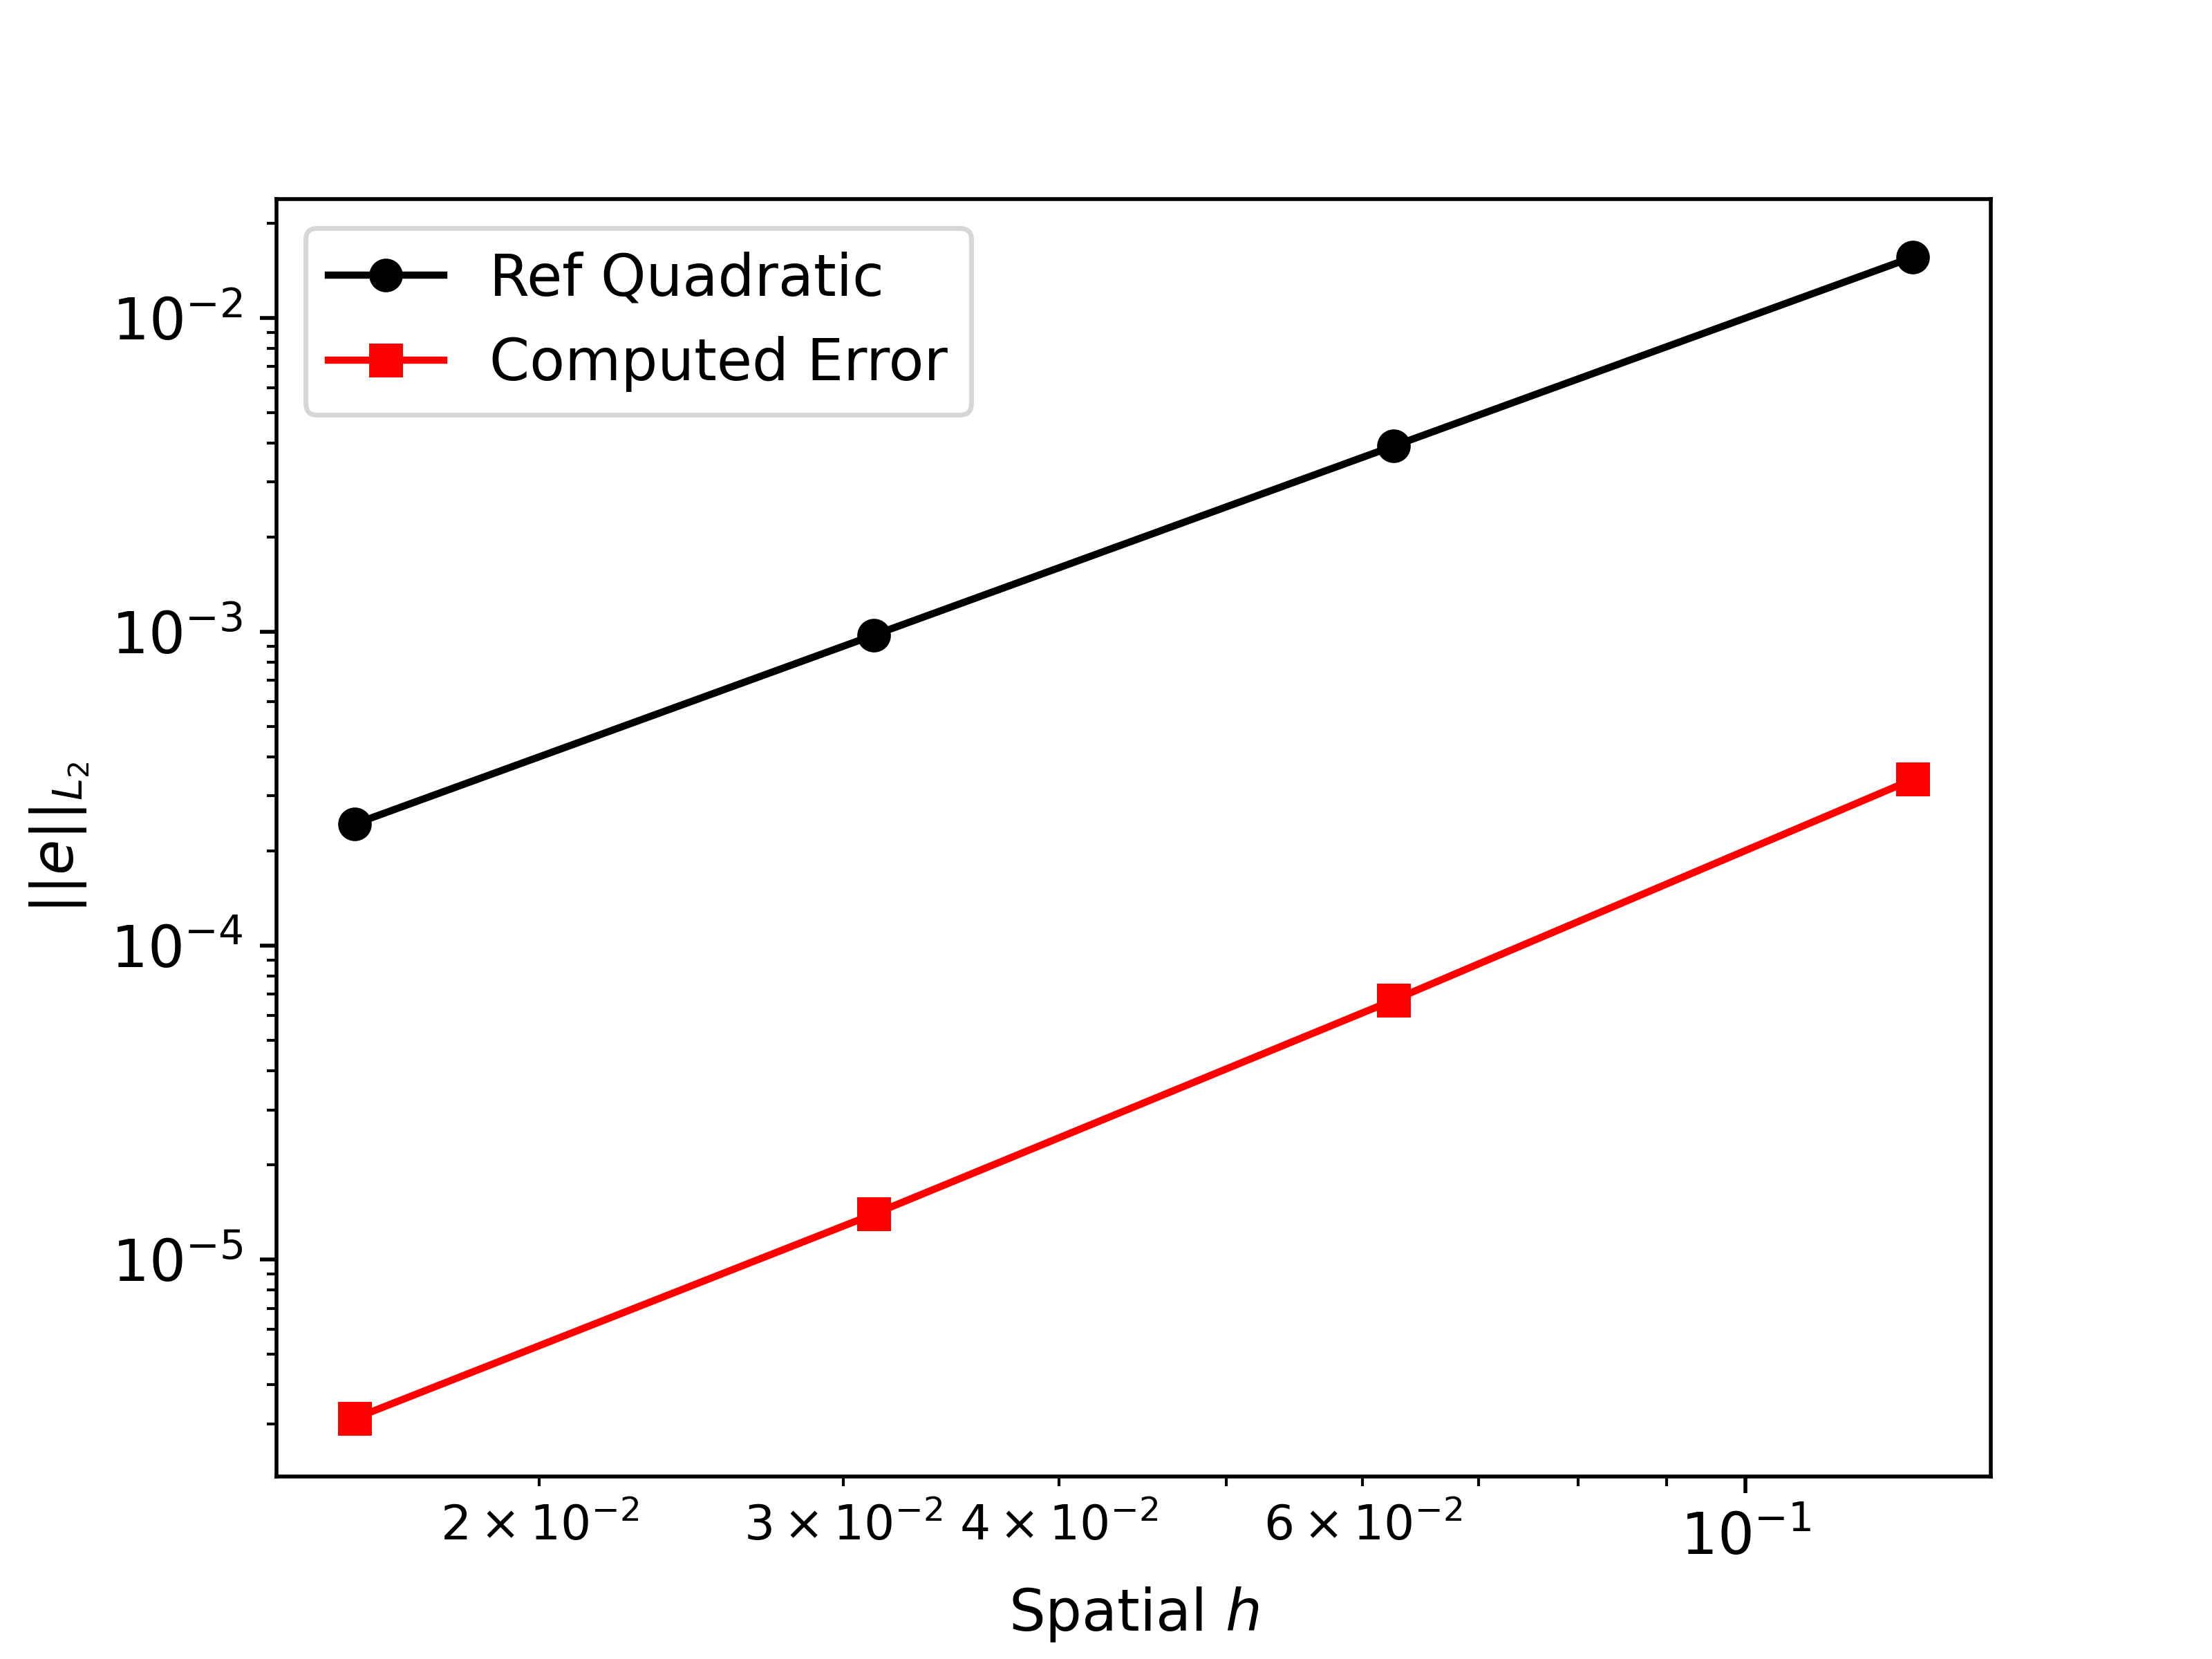 Ref Quadratic
Computed Error
10⁻²
10⁻³
10⁻⁴
10⁻⁵
||e||_{L₂}
2 × 10⁻² 3 × 10⁻² 4 × 10⁻² 6 × 10⁻² 10⁻¹
Spatial h